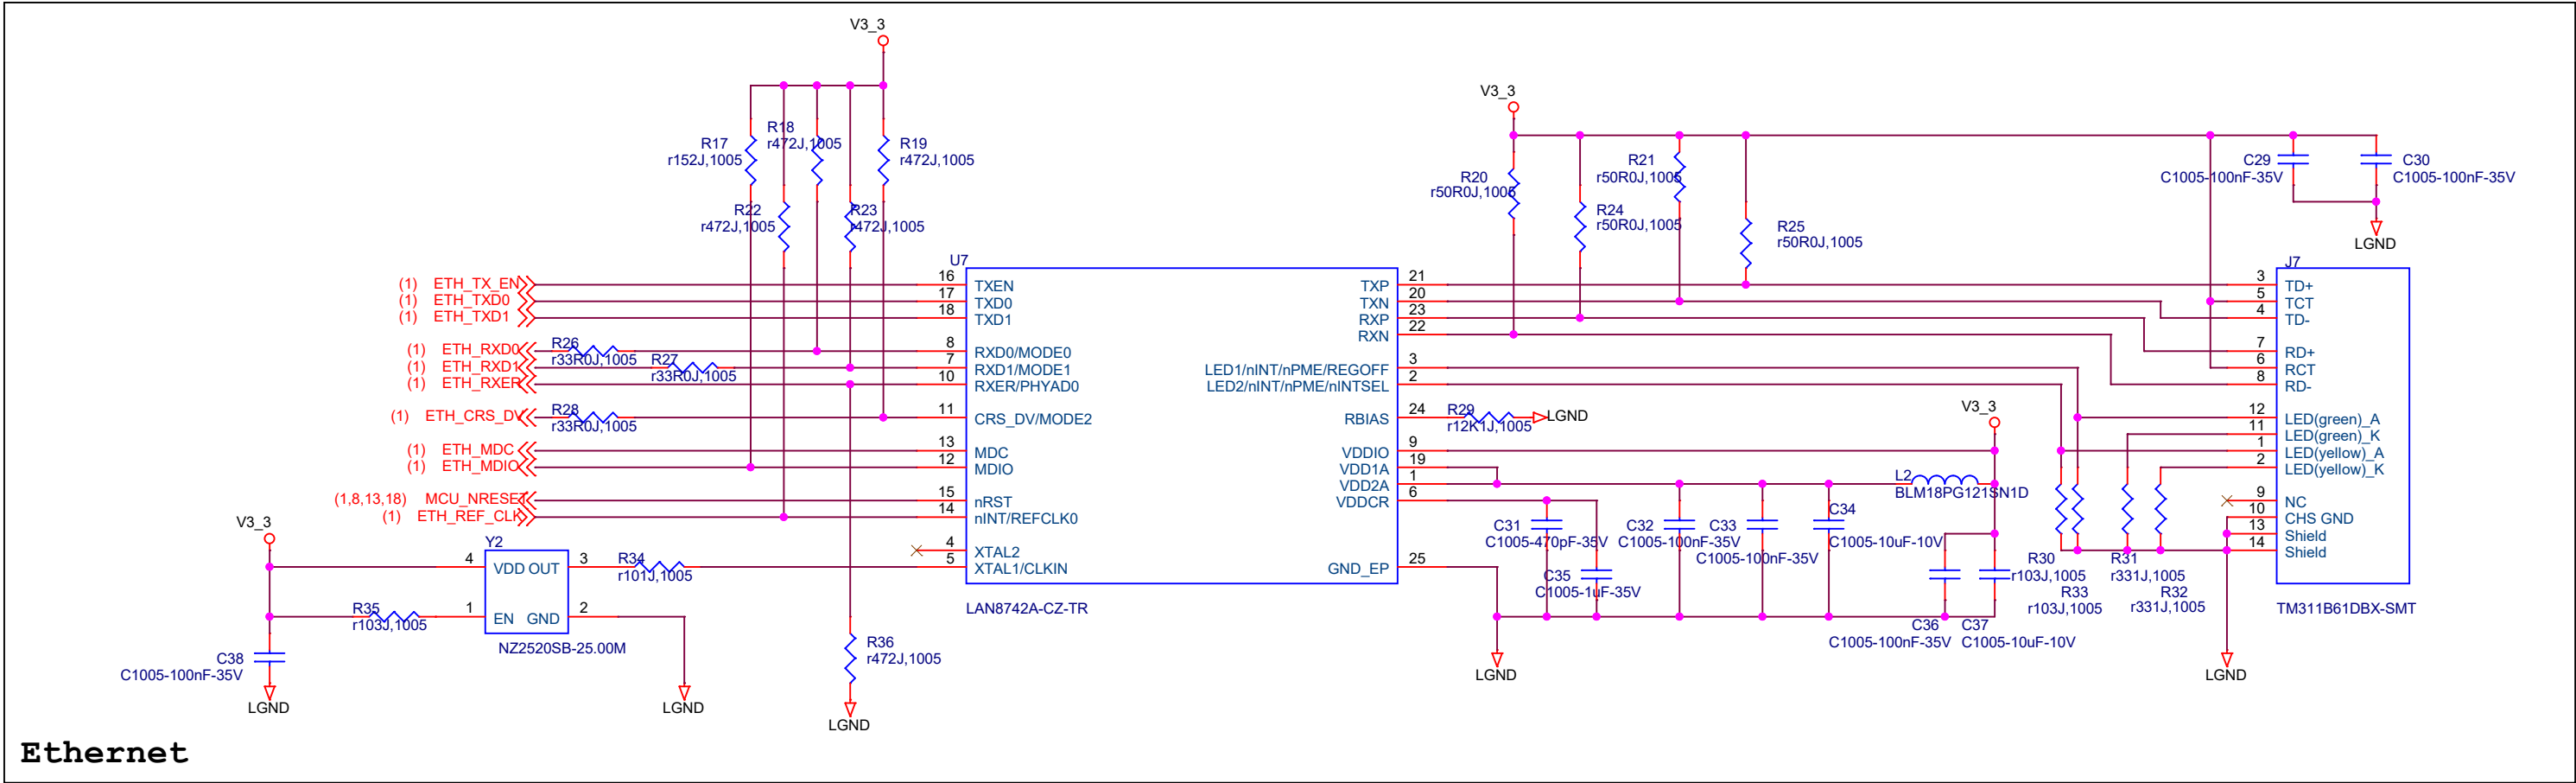 V3_3
V3_3
R17
r152J,1005
R18
r472J,1005
R19
r472J,1005
R22
r472J,1005
R23
r472J,1005
R20
r50R0J,1005
R21
r50R0J,1005
R24
r50R0J,1005
R25
r50R0J,1005
C29
C1005-100nF-35V
C30
C1005-100nF-35V
LGND
(1) ETH_TX_EN
(1) ETH_TXD0
(1) ETH_TXD1
(1) ETH_RXD0
(1) ETH_RXD1
(1) ETH_RXER
(1) ETH_CRS_DV
(1) ETH_MDC
(1) ETH_MDIO
(1,8,13,18) MCU_NRESET
(1) ETH_REF_CLK
R26
r33R0J,1005
R27
r33R0J,1005
R28
r33R0J,1005
U7
16 TXEN
17 TXD0
18 TXD1
8 RXD0/MODE0
7 RXD1/MODE1
10 RXER/PHYAD0
11 CRS_DV/MODE2
13 MDC
12 MDIO
15 nRST
14 nINT/REFCLK0
4 XTAL2
5 XTAL1/CLKIN
TXP 21
TXN 20
RXP 23
RXN 22
LED1/nINT/nPME/REGOFF 3
LED2/nINT/nPME/nINTSEL 2
RBIAS 24
VDDIO 9
VDD1A 19
VDD2A 1
VDDCR 6
GND_EP 25
LAN8742A-CZ-TR
R29
r12K1J,1005
LGND
V3_3
L2
BLM18PG121SN1D
C31
C1005-470pF-35V
C32
C1005-100nF-35V
C33
C1005-100nF-35V
C34
C1005-10uF-10V
C35
C1005-1uF-35V
C36
C1005-100nF-35V
C37
C1005-10uF-10V
LGND
R30
r103J,1005
R33
r103J,1005
R31
r331J,1005
R32
r331J,1005
J7
3 TD+
5 TCT
4 TD-
7 RD+
6 RCT
8 RD-
12 LED(green)_A
11 LED(green)_K
1 LED(yellow)_A
2 LED(yellow)_K
9 NC
10 CHS GND
13 Shield
14 Shield
TM311B61DBX-SMT
LGND
V3_3
Y2
4 VDD OUT 3
1 EN GND 2
NZ2520SB-25.00M
R34
r101J,1005
R35
r103J,1005
C38
C1005-100nF-35V
LGND
LGND
R36
r472J,1005
LGND
Ethernet